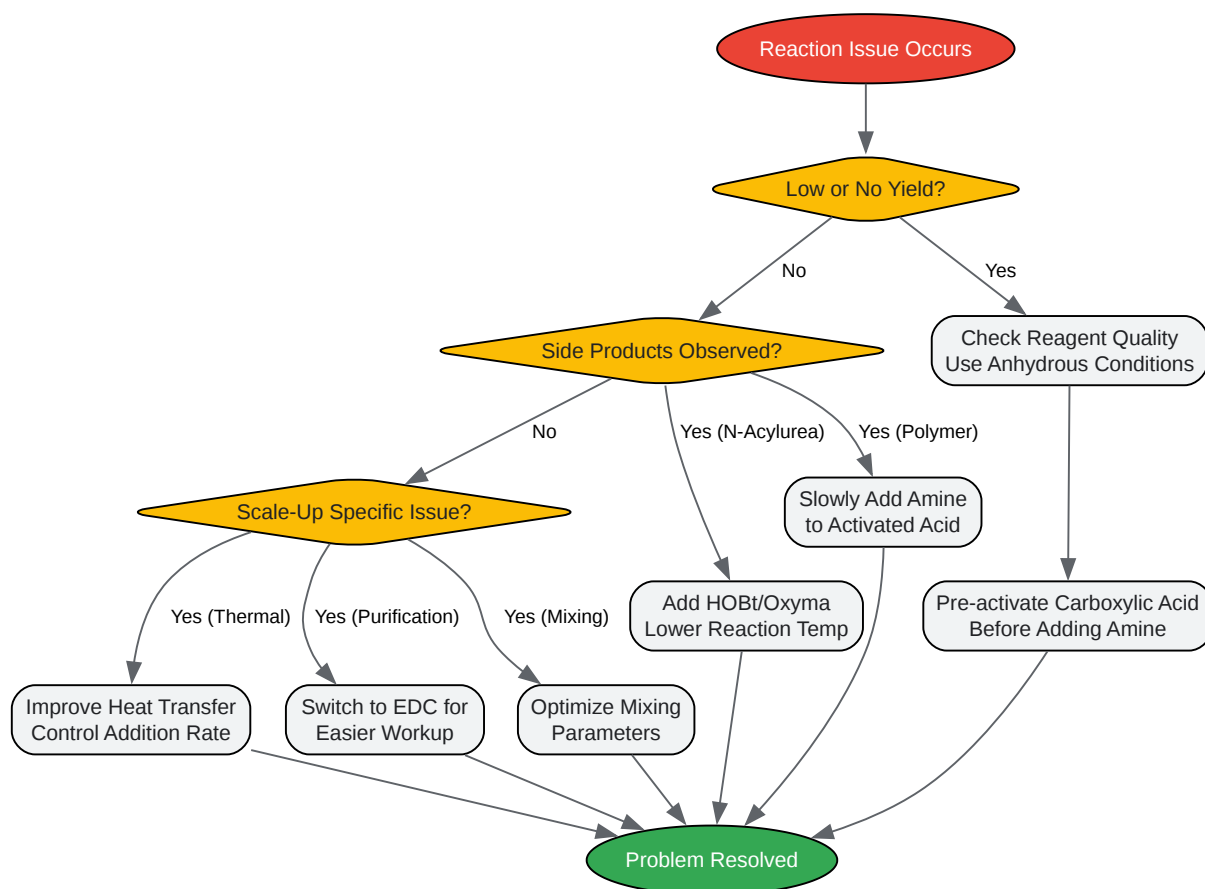 Reaction Issue Occurs
Low or No Yield?
No
Yes
Check Reagent Quality
Use Anhydrous Conditions
Side Products Observed?
No
Yes (N-Acylurea)
Yes (Polymer)
Slowly Add Amine
to Activated Acid
Scale-Up Specific Issue?
Yes (Thermal)
Yes (Purification)
Yes (Mixing)
Add HOBt/Oxyma
Lower Reaction Temp
Pre-activate Carboxylic Acid
Before Adding Amine
Improve Heat Transfer
Control Addition Rate
Switch to EDC for
Easier Workup
Optimize Mixing
Parameters
Problem Resolved